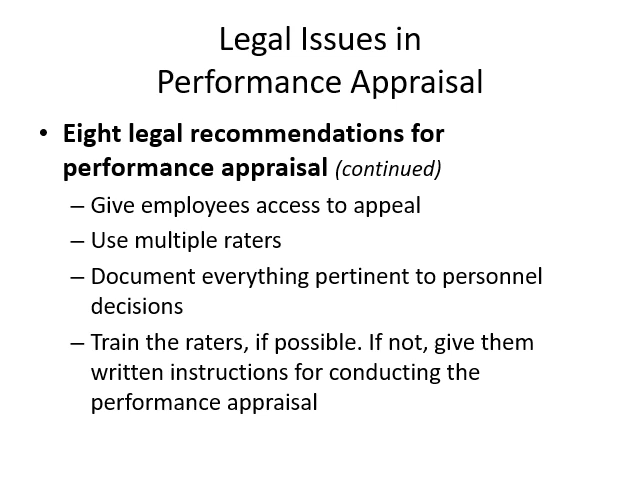 Legal Issues in
Performance Appraisal
• Eight legal recommendations for
performance appraisal (continued)
– Give employees access to appeal
– Use multiple raters
– Document everything pertinent to personnel
decisions
– Train the raters, if possible. If not, give them
written instructions for conducting the
performance appraisal